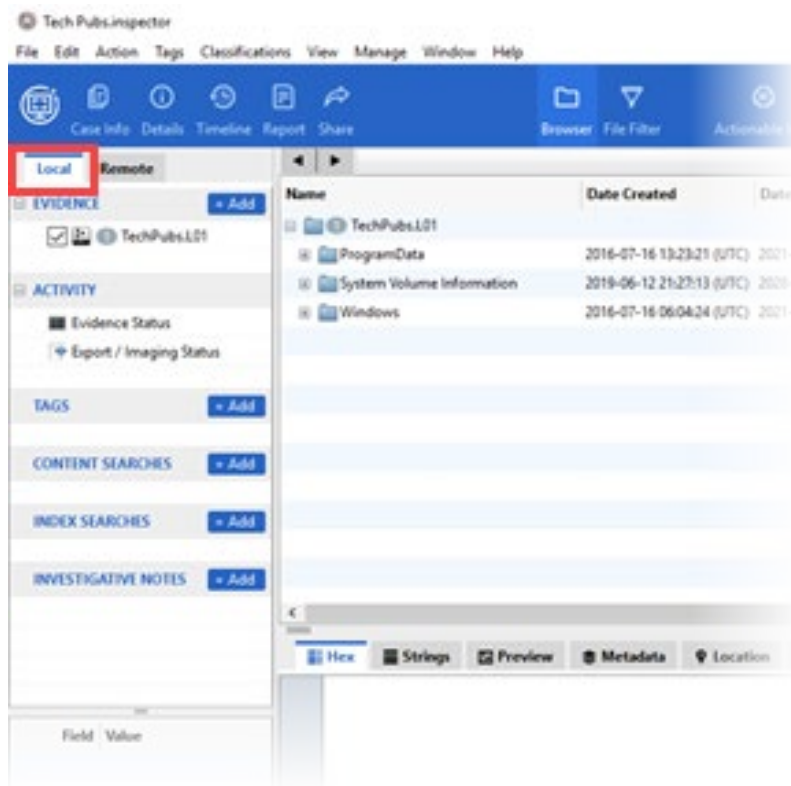 Tech Pubs.inspector
File Edit Action Tags Classifications View Manage Window Help
Case Info Details Timeline Report Share Browser File Filter
Local Remote
Name Date Created
EVIDENCE + Add
TechPubs.L01
TechPubs.L01
ProgramData 2016-07-16 13:23:21 (UTC)
System Volume Information 2019-06-12 21:27:13 (UTC)
Windows 2016-07-16 06:04:24 (UTC)
ACTIVITY
Evidence Status
Export / Imaging Status
TAGS + Add
CONTENT SEARCHES + Add
INDEX SEARCHES + Add
INVESTIGATIVE NOTES + Add
Hex Strings Preview Metadata Location
Field Value